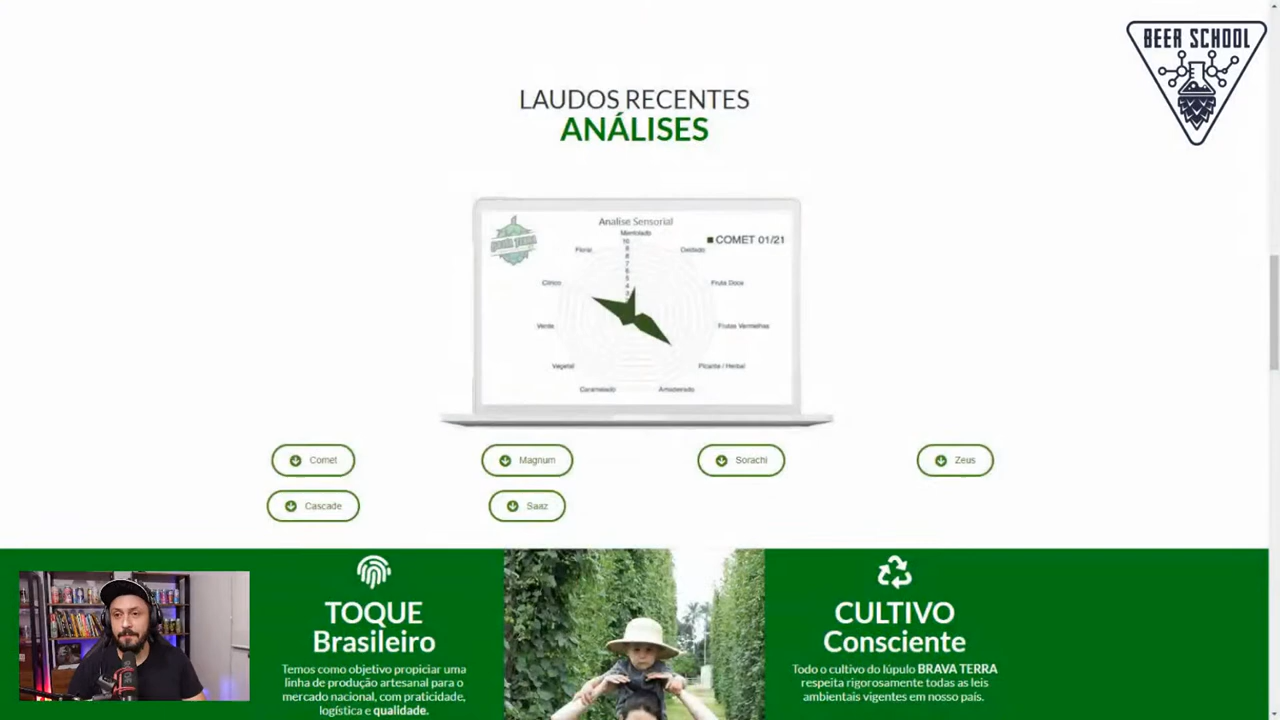 BEER SCHOOL
LAUDOS RECENTES
ANÁLISES
Analise Sensorial
COMET 01/21
Mentolado
10
Floral
Citrico
Fruta Doce
Verde
Frutas Vermelhas
Vegetal
Picante / Herbal
Caramelado
Amadeirado
Comet
Magnum
Sorachi
Zeus
Cascade
Saaz
TOQUE
Brasileiro
Temos como objetivo propiciar uma
linha de produção artesanal para o
mercado nacional, com praticidade,
logística e qualidade.
CULTIVO
Consciente
Todo o cultivo do lúpulo BRAVA TERRA
respeita rigorosamente todas as leis
ambientais vigentes em nosso país.